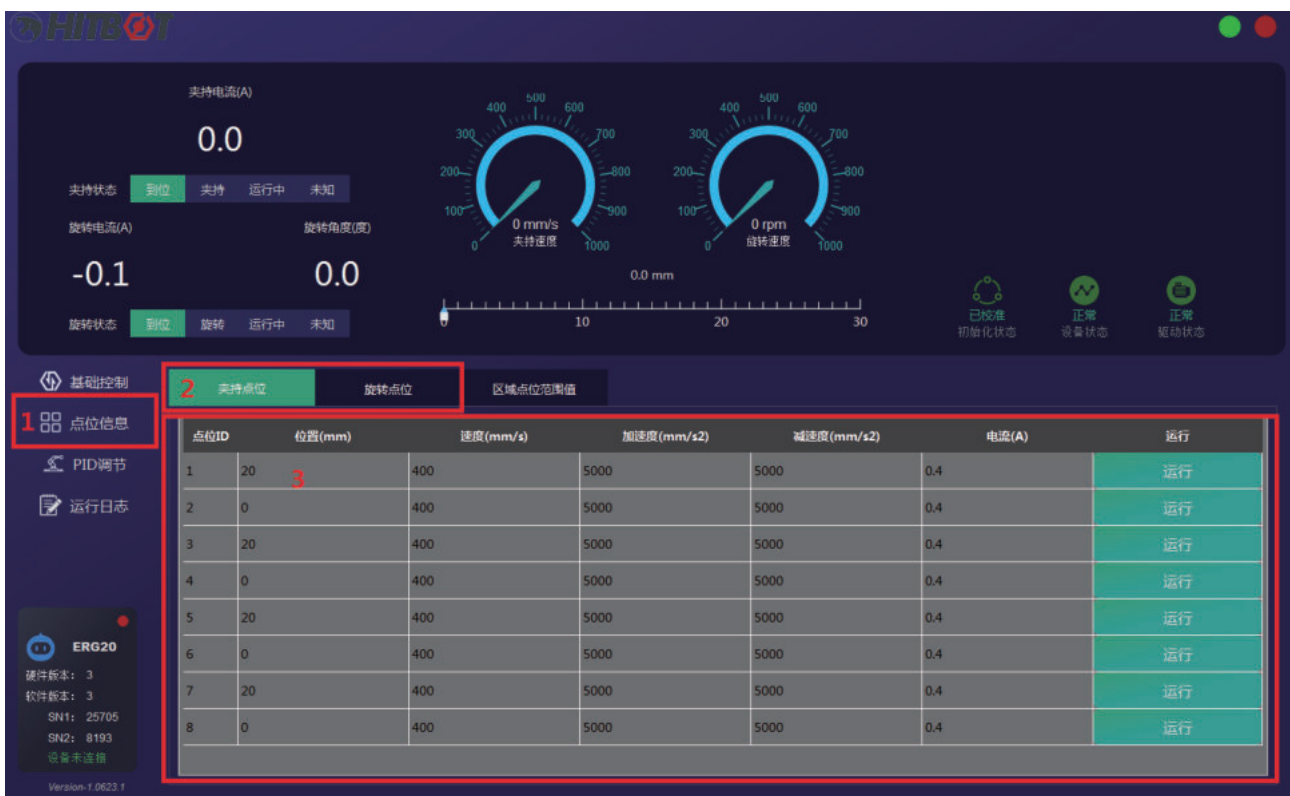 HITBOT
夹持电流(A)
0.0
夹持状态 到位 夹持 运行中 未知
旋转电流(A) 旋转角度(度)
-0.1 0.0
旋转状态 到位 旋转 运行中 未知
0 100 200 300 400 500 600 700 800 900 1000
0 mm/s
夹持速度
0 100 200 300 400 500 600 700 800 900 1000
0 rpm
旋转速度
0.0 mm
0 10 20 30
已校准 正常 正常
初始化状态 设备状态 驱动状态
基础控制
1 点位信息
PID调节
运行日志
2 夹持点位 旋转点位 区域点位范围值
点位ID 位置(mm) 速度(mm/s) 加速度(mm/s2) 减速度(mm/s2) 电流(A) 运行
1 20 3 400 5000 5000 0.4 运行
2 0 400 5000 5000 0.4 运行
3 20 400 5000 5000 0.4 运行
4 0 400 5000 5000 0.4 运行
5 20 400 5000 5000 0.4 运行
6 0 400 5000 5000 0.4 运行
7 20 400 5000 5000 0.4 运行
8 0 400 5000 5000 0.4 运行
ERG20
硬件版本： 3
软件版本： 3
SN1： 25705
SN2： 8193
设备未连接
Version-1.0623.1